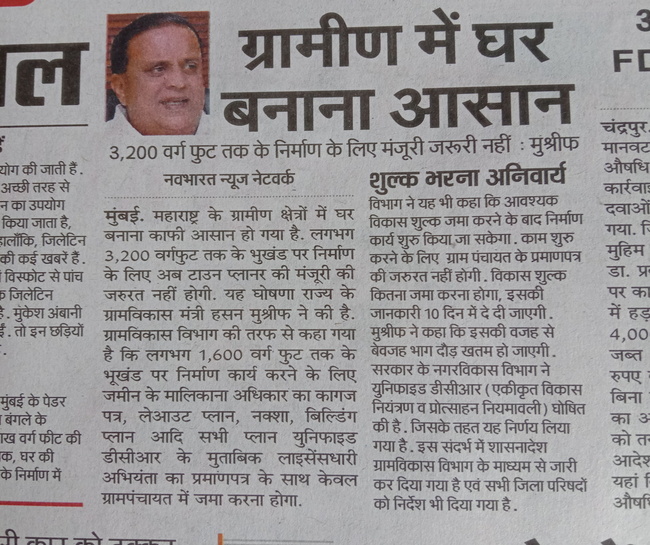 ाल
ग्रामीण में घर
बनाना आसान
3,200 वर्ग फुट तक के निर्माण के लिए मंजूरी जरूरी नहीं : मुश्रीफ
नवभारत न्यूज नेटवर्क
मुंबई. महाराष्ट्र के ग्रामीण क्षेत्रों में घर
बनाना काफी आसान हो गया है. लगभग
3,200 वर्गफुट तक के भुखंड पर निर्माण
के लिए अब टाउन प्लानर की मंजूरी की
जरुरत नहीं होगी. यह घोषणा राज्य के
ग्रामविकास मंत्री हसन मुश्रीफ ने की है.
ग्रामविकास विभाग की तरफ से कहा गया
है कि लगभग 1,600 वर्ग फुट तक के
भूखंड पर निर्माण कार्य करने के लिए
जमीन के मालिकाना अधिकार का कागज
पत्र, लेआउट प्लान, नक्शा, बिल्डिंग
प्लान आदि सभी प्लान युनिफाइड
डीसीआर के मुताबिक लाइसेंसधारी
अभियंता का प्रमाणपत्र के साथ केवल
ग्रामपंचायत में जमा करना होगा.
शुल्क भरना अनिवार्य
विभाग ने यह भी कहा कि आवश्यक
विकास शुल्क जमा करने के बाद निर्माण
कार्य शुरु किया जा सकेगा. काम शुरु
करने के लिए ग्राम पंचायत के प्रमाणपत्र
की जरुरत नहीं होगी. विकास शुल्क
कितना जमा करना होगा, इसकी
जानकारी 10 दिन में दे दी जाएगी.
मुश्रीफ ने कहा कि इसकी वजह से
बेवजह भाग दौड़ खतम हो जाएगी.
सरकार के नगरविकास विभाग ने
युनिफाइड डीसीआर (एकीकृत विकास
नियंत्रण व प्रोत्साहन नियमावली) घोषित
की है. जिसके तहत यह निर्णय लिया
गया है. इस संदर्भ में शासनादेश
ग्रामविकास विभाग के माध्यम से जारी
कर दिया गया है एवं सभी जिला परिषदों
को निर्देश भी दिया गया है.
योग की जाती है.
अच्छी तरह से
न का उपयोग
किया जाता है,
हालाँकि, जिलेटिन
की कई खबरें हैं.
विस्फोट से पांच
जिलेटिन
है. मुकेश अंबानी
तो इन छड़ियों
मुंबई के पेडर
बंगले के
ाख वर्ग फीट की
क, घर की
के निर्माण में
FD
चंद्रपुर.
मानवट
औषधि
कार्रवाई
दवाओं
गया. जि
मुहिम
डा. प्र
पर का
में हड़
4,00
जब्त
रुपए
बिना
का अ
को त
आदेश
यहां
औषधि